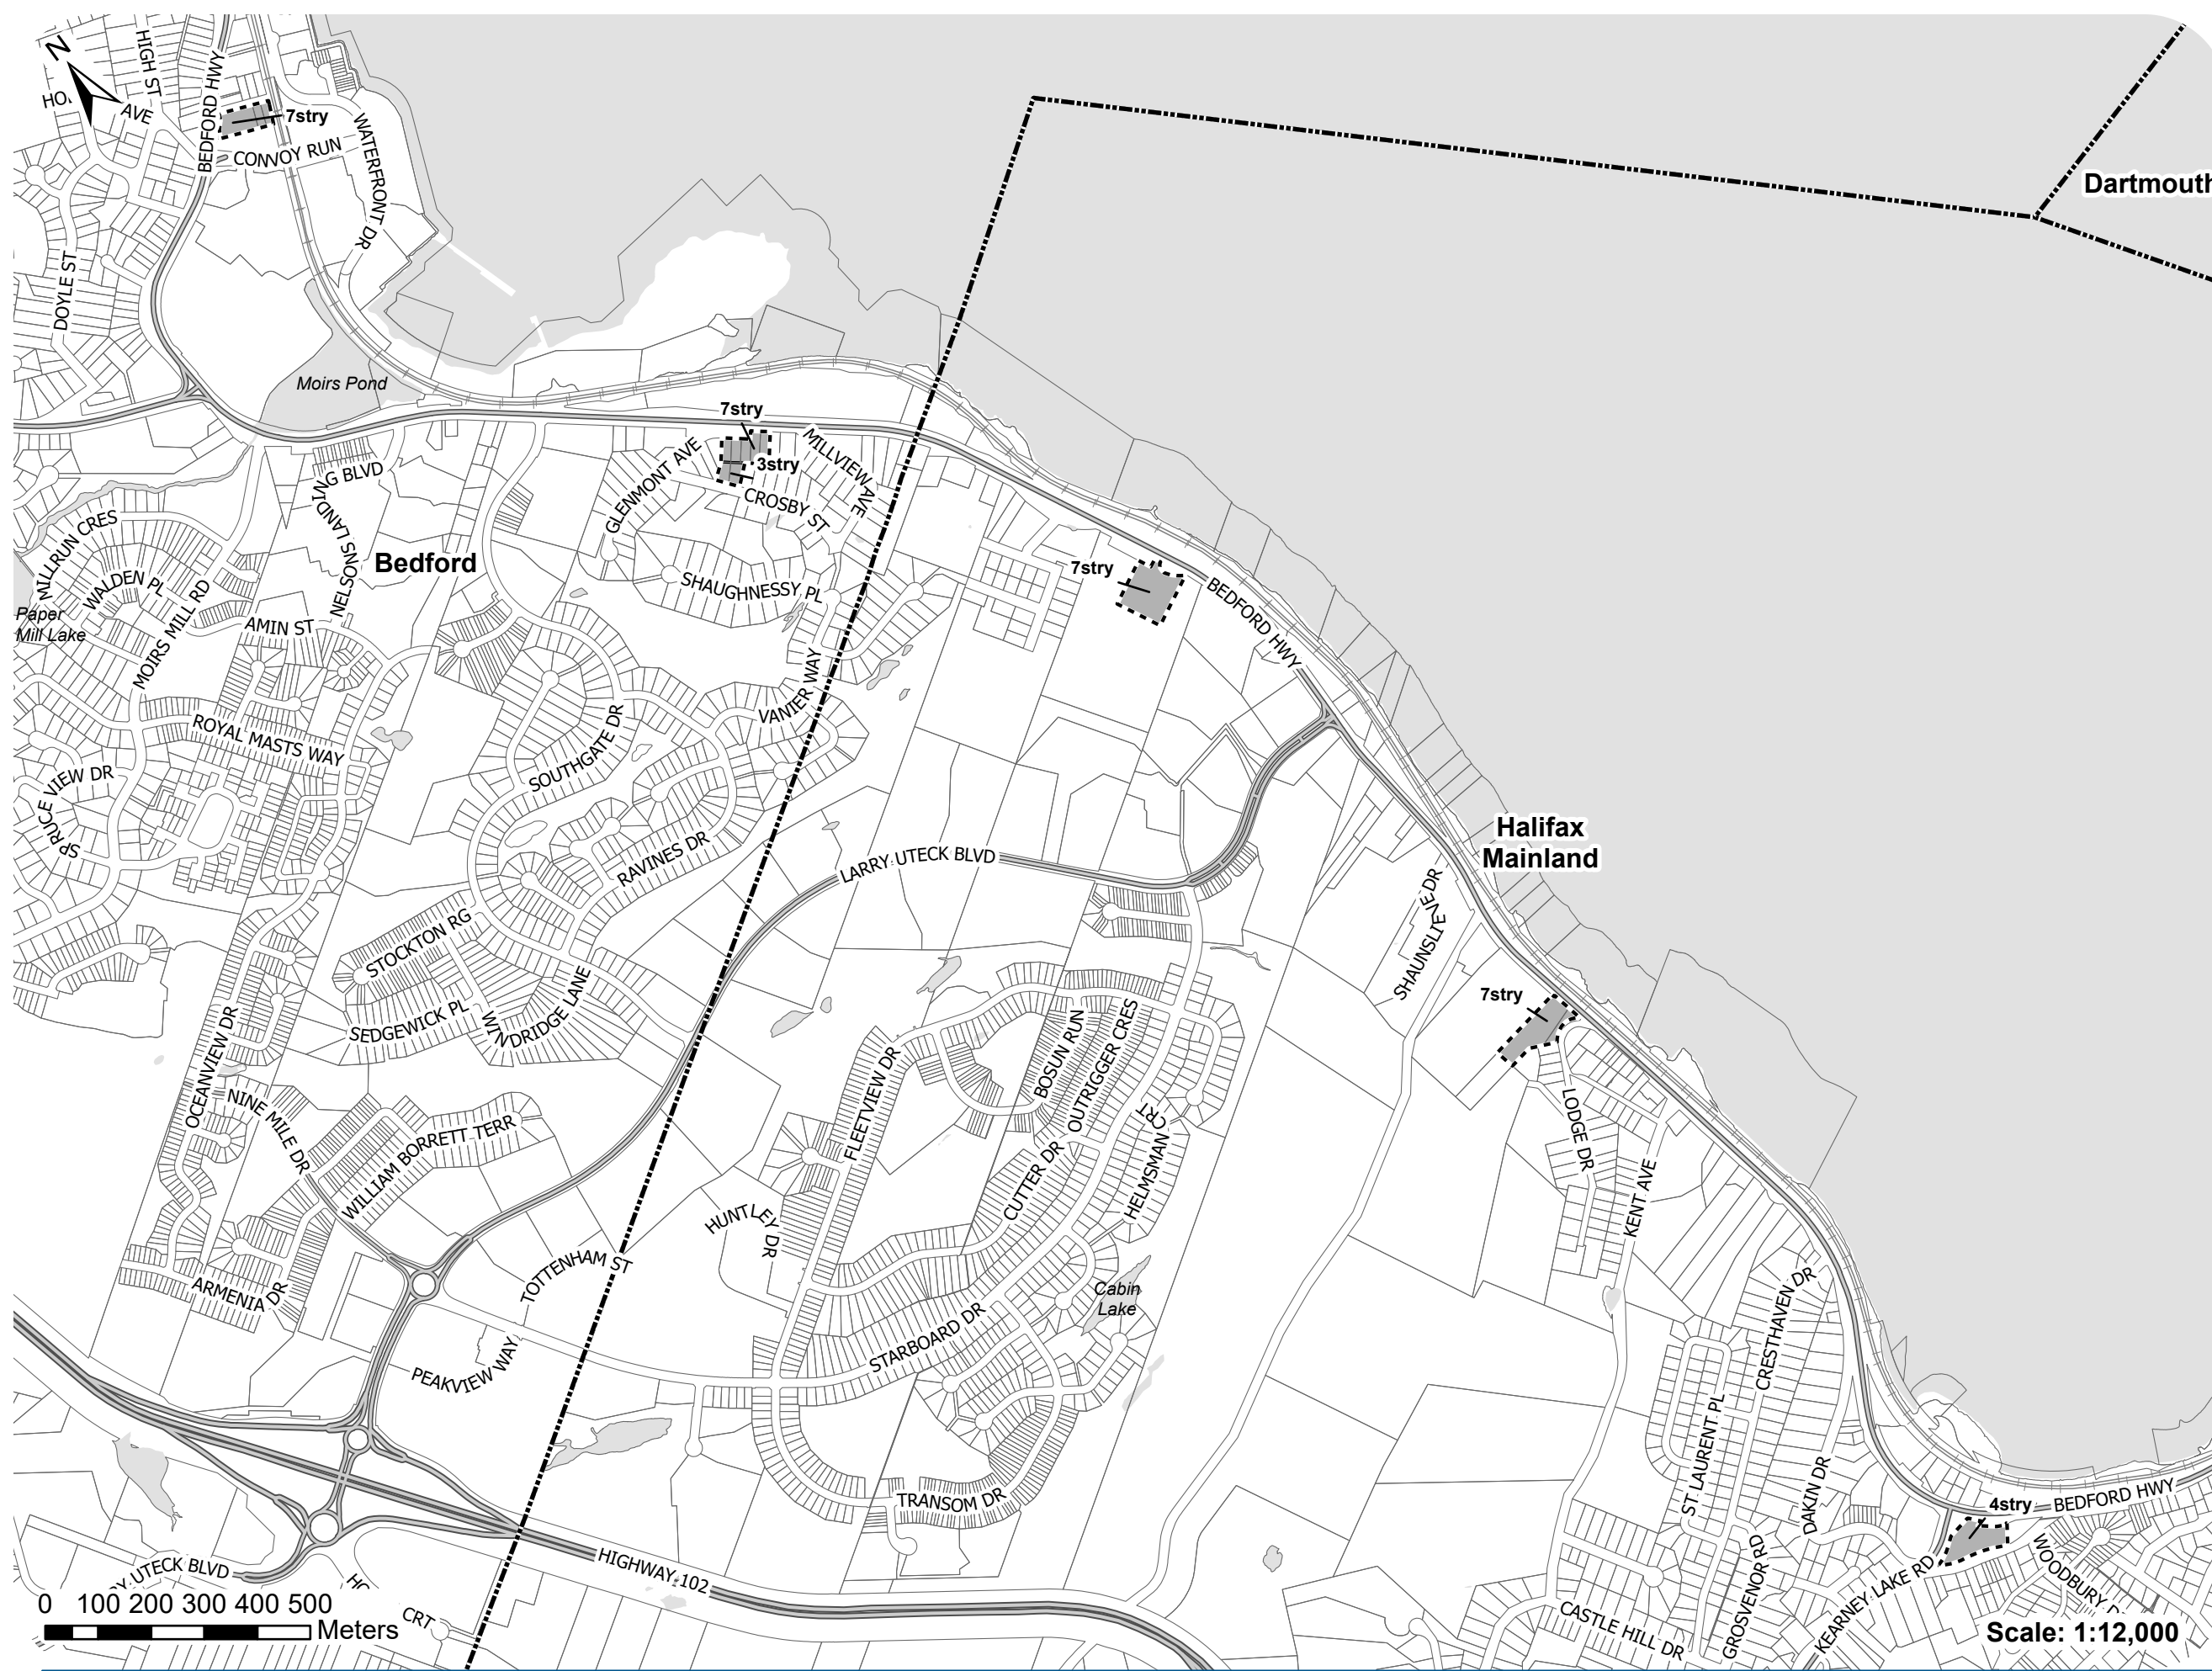 N
HIGH ST
BEDFORD HWY
AVE
7stry
CONVOY RUN
WATERFRONT DR
Dartmouth
DOYLE ST
Moirs Pond
7stry
3stry
GLENMONT AVE
MILLVIEW AVE
CROSBY ST
G BLVD
NELSONS LANDIN
Bedford
MILLRUN CRES
WALDEN PL
SHAUGHNESSY PL
7stry
BEDFORD HWY
Paper
Mill Lake
MOIRS MILL RD
AMIN ST
VANIER WAY
ROYAL MASTS WAY
SOUTHGATE DR
SPRUCE VIEW DR
SP
Halifax
Mainland
RAVINES DR
LARRY UTECK BLVD
SHAUNSLIEVE DR
STOCKTON RG
SEDGEWICK PL
WINDRIDGE LANE
7stry
OCEANVIEW DR
NINE MILE DR
WILLIAM BORRETT TERR
FLEETVIEW DR
BOSUN RUN
OUTRIGGER CRES
LODGE DR
CUTTER DR
HELMSMAN CRT
KENT AVE
HUNTLEY DR
TOTTENHAM ST
ARMENIA DR
Cabin
Lake
STARBOARD DR
PEAKVIEW WAY
CRESTHAVEN DR
ST LAURENT PL
DAKIN DR
TRANSOM DR
4stry
BEDFORD HWY
HIGHWAY 102
UTECK BLVD
CRT
CASTLE HILL DR
GROSVENOR RD
KEARNEY LAKE RD
WOODBURY D
0 100 200 300 400 500
Meters
Scale: 1:12,000